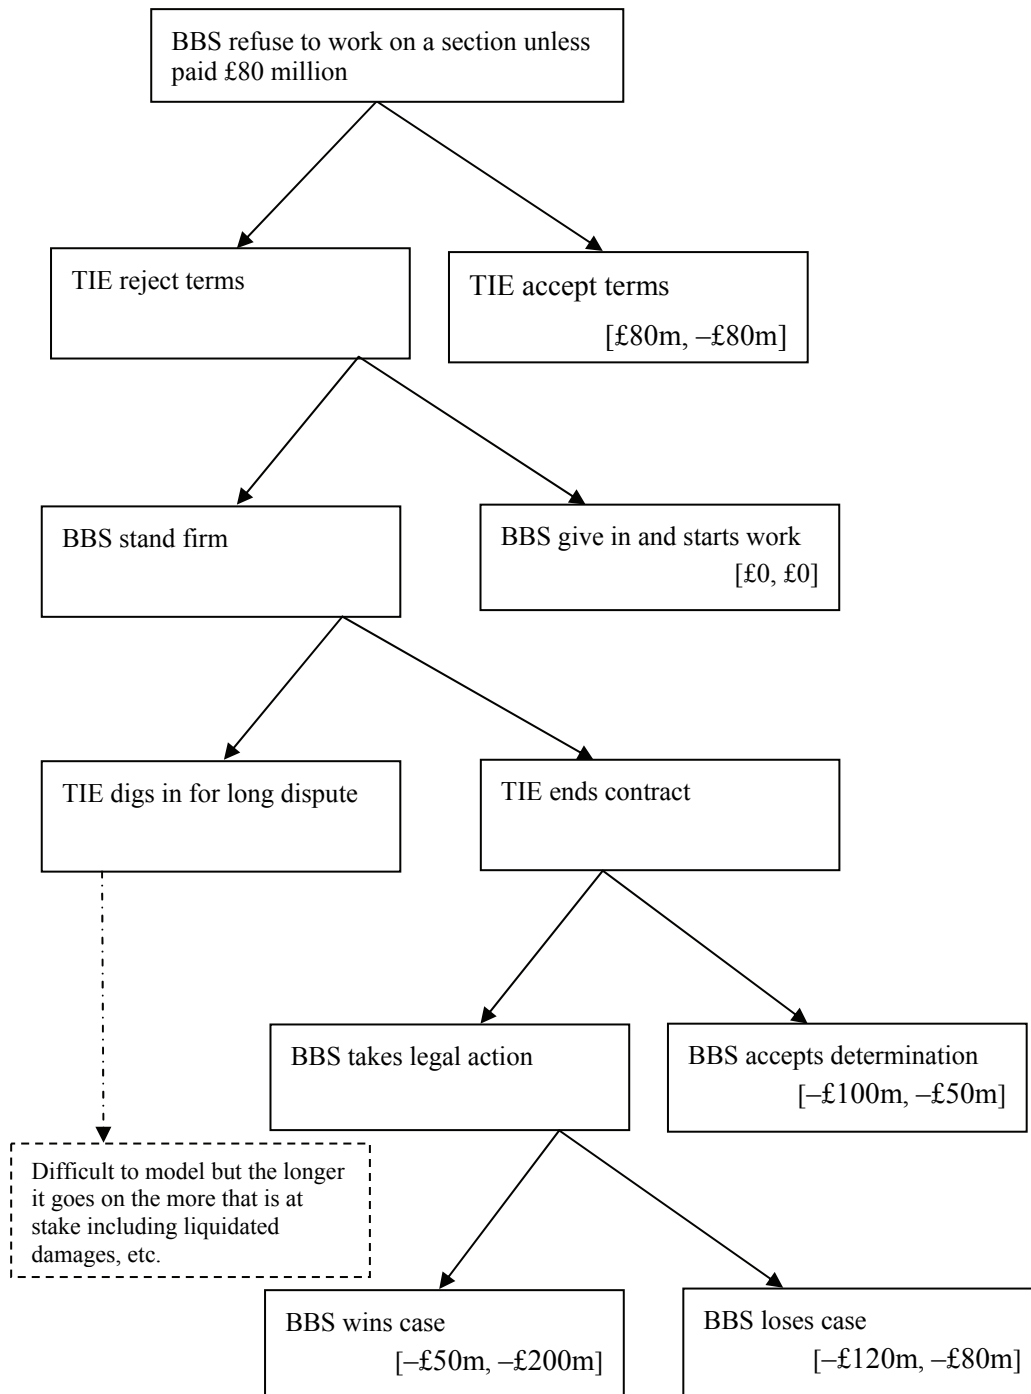 BBS refuse to work on a section unless
paid £80 million
TIE reject terms
TIE accept terms
[£80m, –£80m]
BBS stand firm
BBS give in and starts work
[£0, £0]
TIE digs in for long dispute
TIE ends contract
BBS takes legal action
BBS accepts determination
[–£100m, –£50m]
Difficult to model but the longer
it goes on the more that is at
stake including liquidated
damages, etc.
BBS wins case
[–£50m, –£200m]
BBS loses case
[–£120m, –£80m]